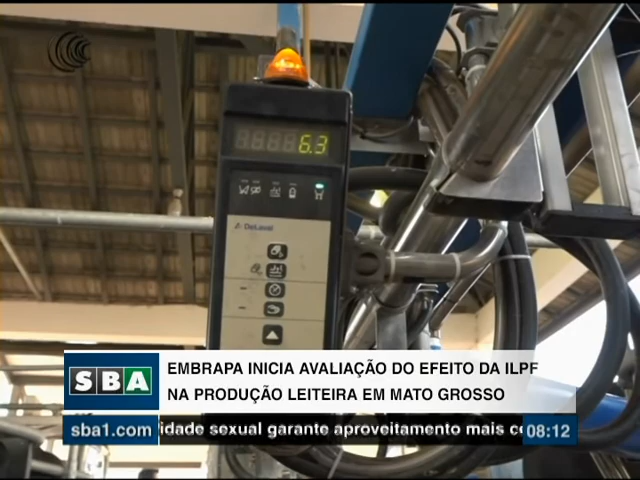 6.3
DeLaval
SBA
EMBRAPA INICIA AVALIAÇÃO DO EFEITO DA ILPF
NA PRODUÇÃO LEITEIRA EM MATO GROSSO
sba1.com
vidade sexual garante aproveitamento mais co
08:12